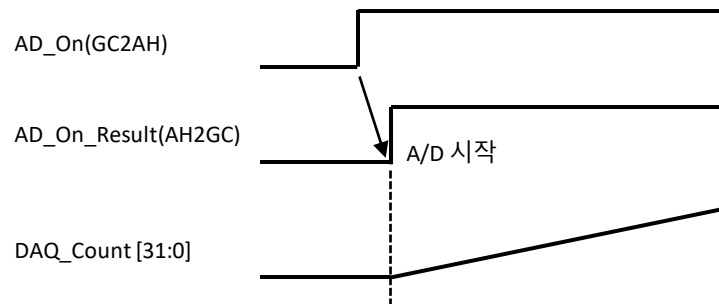 AD_On(GC2AH)
AD_On_Result(AH2GC)
A/D 시작
DAQ_Count [31:0]